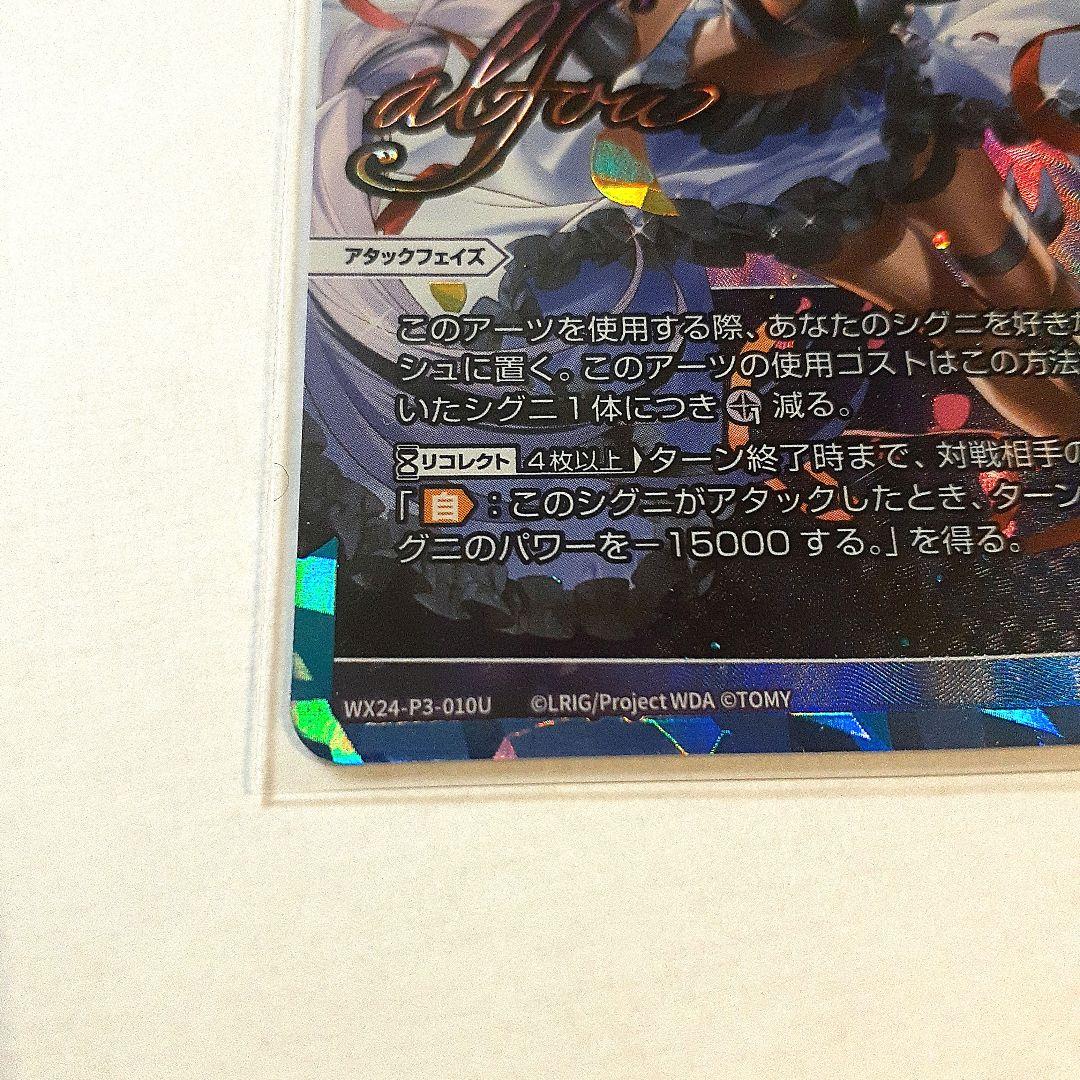 alfou
アタックフェイズ
このアーツを使用する際、あなたのシグニを好き
シュに置く。このアーツの使用コストはこの方法
いたシグニ1体につき 1 減る。
リコレクト 4枚以上 ターン終了時まで、対戦相手の
「自:このシグニがアタックしたとき、ターン
グニのパワーを－15000する。」を得る。
WX24-P3-010U ©LRIG/Project WDA ©TOMY